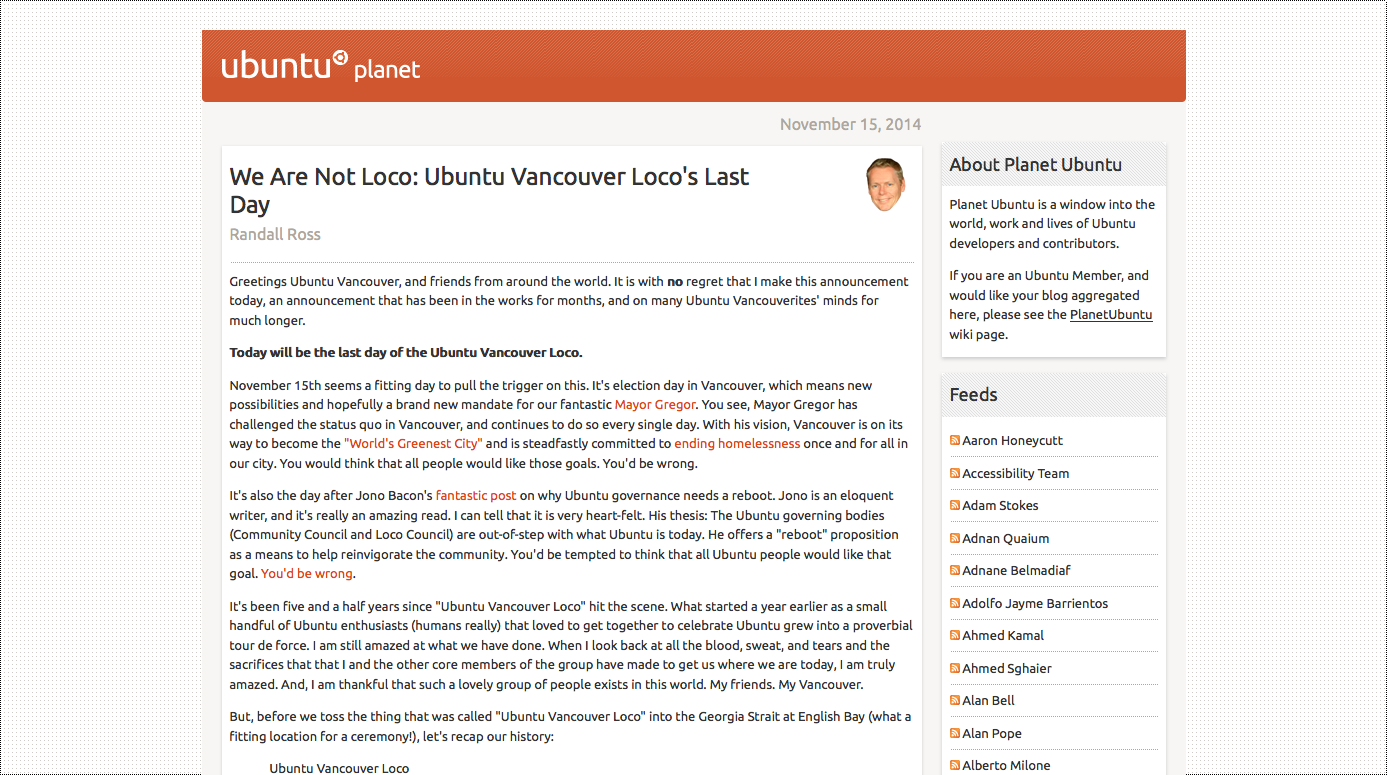 ubuntu planet
November 15, 2014
We Are Not Loco: Ubuntu Vancouver Loco's Last
Day
Randall Ross
Greetings Ubuntu Vancouver, and friends from around the world. It is with no regret that I make this announcement
today, an announcement that has been in the works for months, and on many Ubuntu Vancouverites' minds for
much longer.
Today will be the last day of the Ubuntu Vancouver Loco.
November 15th seems a fitting day to pull the trigger on this. It's election day in Vancouver, which means new
possibilities and hopefully a brand new mandate for our fantastic Mayor Gregor. You see, Mayor Gregor has
challenged the status quo in Vancouver, and continues to do so every single day. With his vision, Vancouver is on its
way to become the "World's Greenest City" and is steadfastly committed to ending homelessness once and for all in
our city. You would think that all people would like those goals. You'd be wrong.
It's also the day after Jono Bacon's fantastic post on why Ubuntu governance needs a reboot. Jono is an eloquent
writer, and it's really an amazing read. I can tell that it is very heart-felt. His thesis: The Ubuntu governing bodies
(Community Council and Loco Council) are out-of-step with what Ubuntu is today. He offers a "reboot" proposition
as a means to help reinvigorate the community. You'd be tempted to think that all Ubuntu people would like that
goal. You'd be wrong.
It's been five and a half years since "Ubuntu Vancouver Loco" hit the scene. What started a year earlier as a small
handful of Ubuntu enthusiasts (humans really) that loved to get together to celebrate Ubuntu grew into a proverbial
tour de force. I am still amazed at what we have done. When I look back at all the blood, sweat, and tears and the
sacrifices that that I and the other core members of the group have made to get us where we are today, I am truly
amazed. And, I am thankful that such a lovely group of people exists in this world. My friends. My Vancouver.
But, before we toss the thing that was called "Ubuntu Vancouver Loco" into the Georgia Strait at English Bay (what a
fitting location for a ceremony!), let's recap our history:
Ubuntu Vancouver Loco
About Planet Ubuntu
Planet Ubuntu is a window into the
world, work and lives of Ubuntu
developers and contributors.
If you are an Ubuntu Member, and
would like your blog aggregated
here, please see the PlanetUbuntu
wiki page.
Feeds
Aaron Honeycutt
Accessibility Team
Adam Stokes
Adnan Quaium
Adnane Belmadiaf
Adolfo Jayme Barrientos
Ahmed Kamal
Ahmed Sghaier
Alan Bell
Alan Pope
Alberto Milone